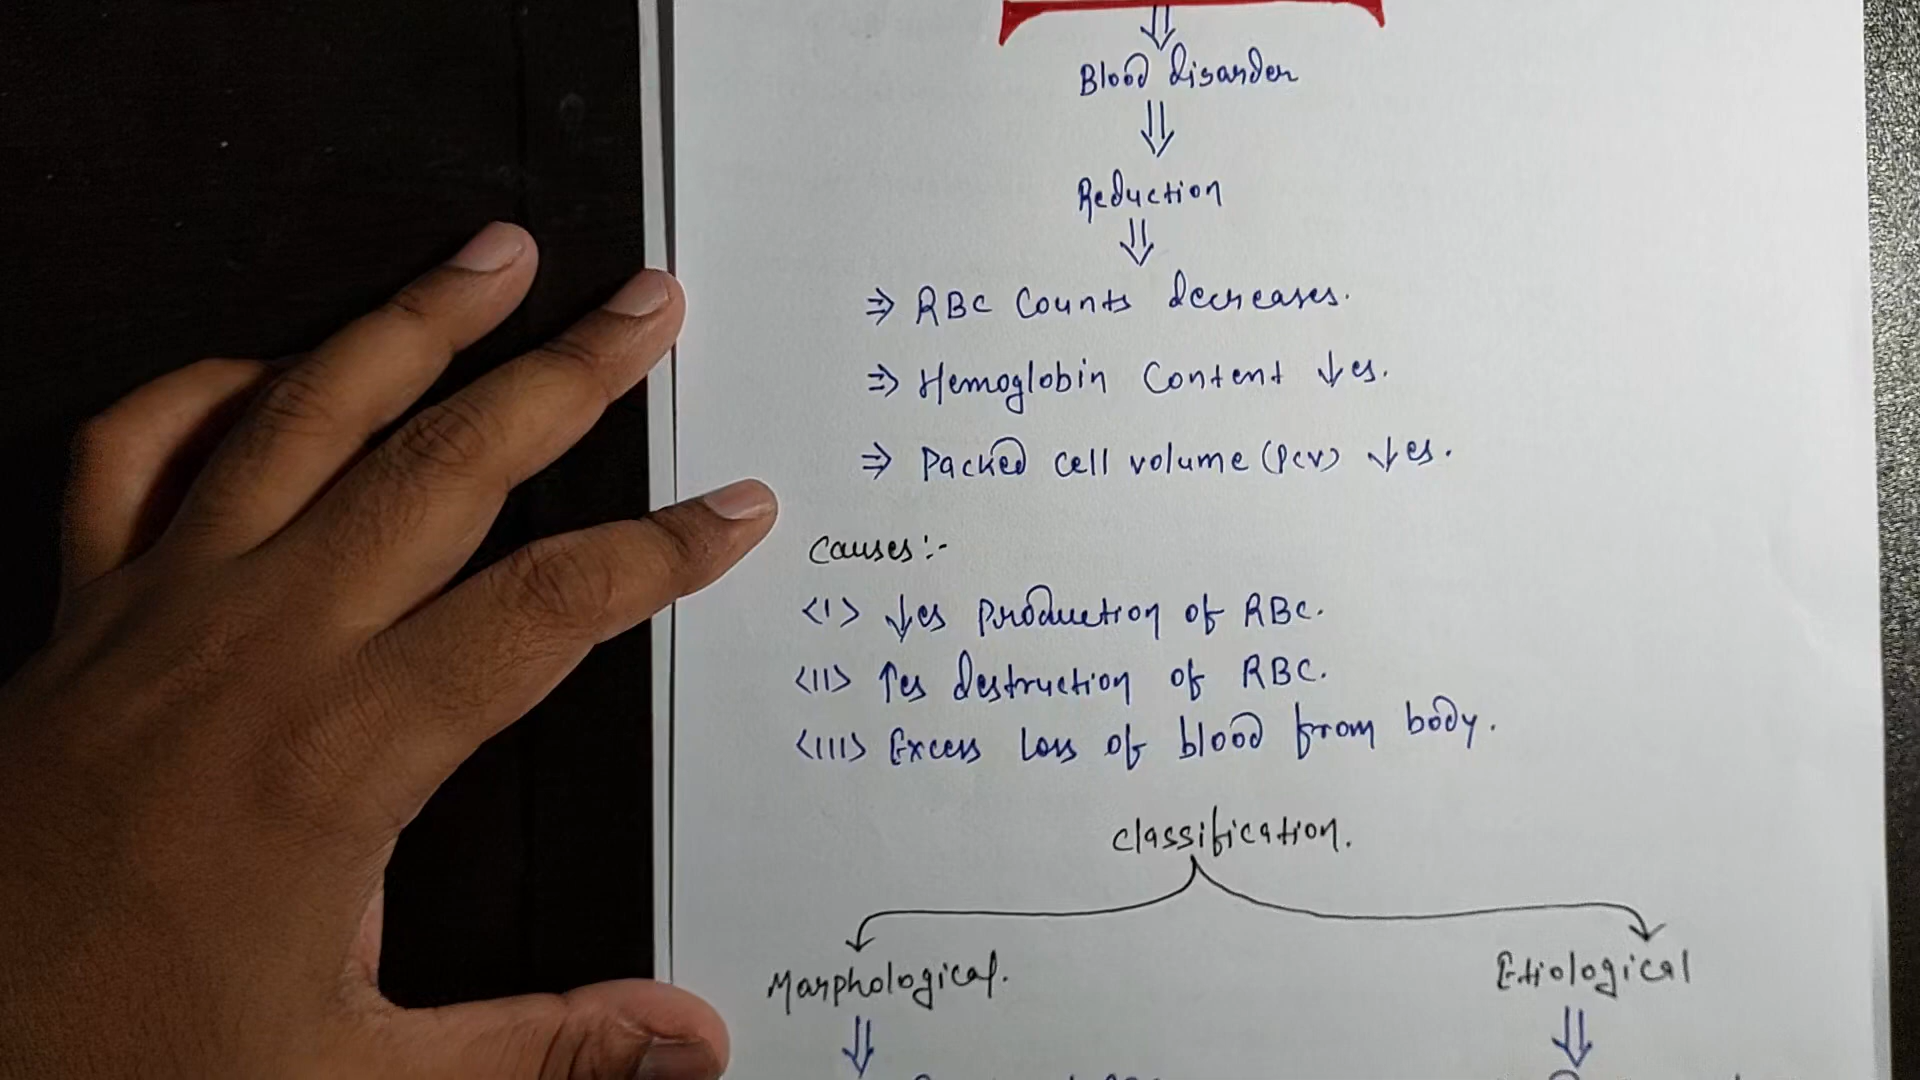 ⇓
Blood disorder
⇓
Reduction
⇓
⇒ RBC Counts decreases.
⇒ Hemoglobin Content ↓es.
⇒ Packed cell volume (PCV) ↓es.
Causes :-
<I> ↓es Production of RBC.
<II> ↑es destruction of RBC.
<III> Excess loss of blood from body.
Classification.
Morphological.
Etiological
⇓
⇓